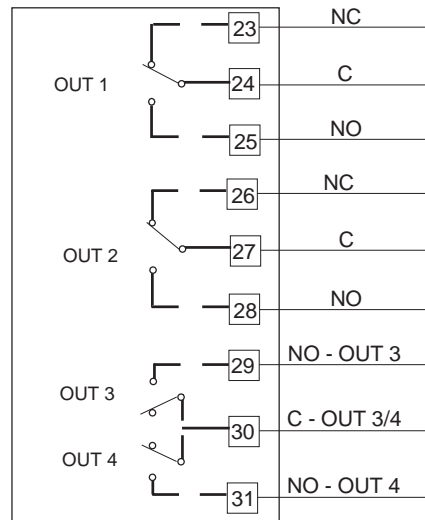 23 NC
OUT 1 24 C
25 NO
26 NC
OUT 2 27 C
28 NO
29 NO - OUT 3
OUT 3
30 C - OUT 3/4
OUT 4
31 NO - OUT 4